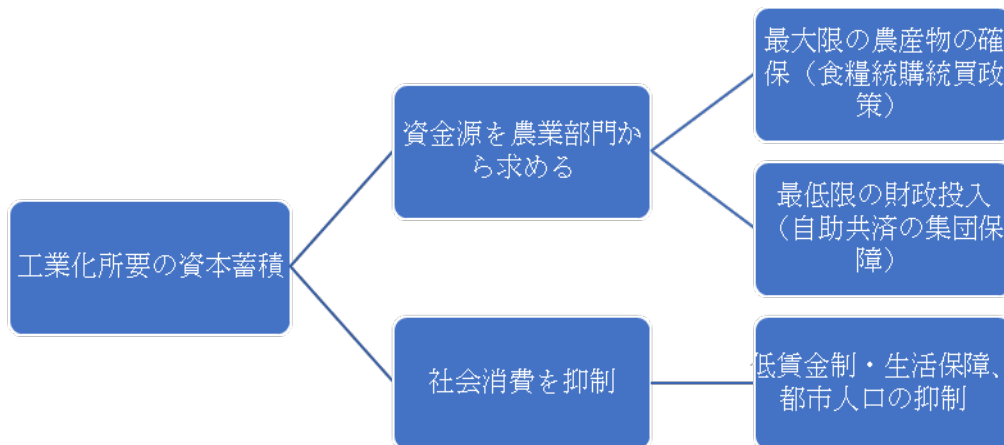 工業化所要の資本蓄積
資金源を農業部門か
ら求める
社会消費を抑制
最大限の農産物の確
保（食糧統購統買政
策）
最低限の財政投入
（自助共済の集団保
障）
低賃金制・生活保障、
都市人口の抑制